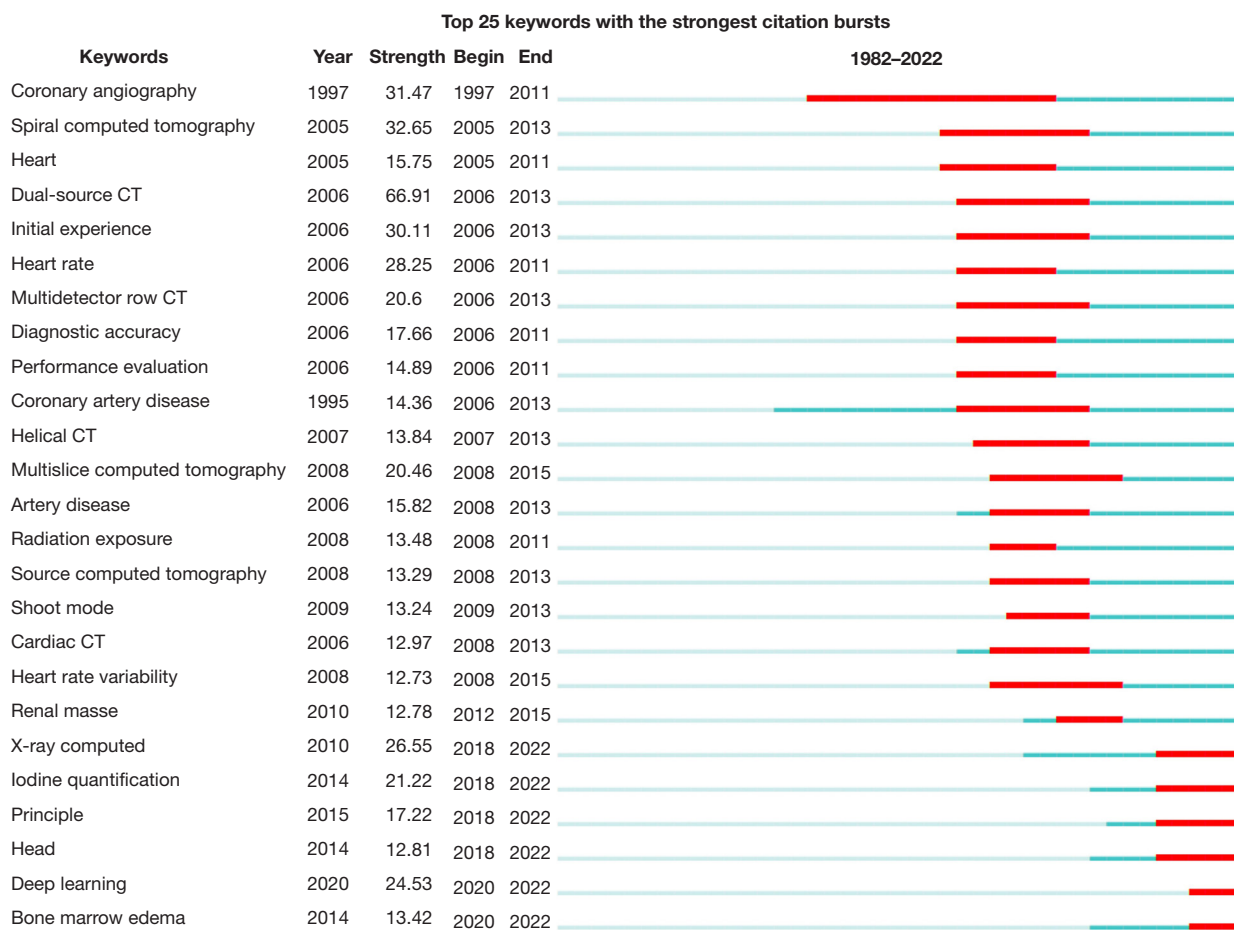 Top 25 keywords with the strongest citation bursts
Keywords Year Strength Begin End 1982–2022
Coronary angiography 1997 31.47 1997 2011
Spiral computed tomography 2005 32.65 2005 2013
Heart 2005 15.75 2005 2011
Dual-source CT 2006 66.91 2006 2013
Initial experience 2006 30.11 2006 2013
Heart rate 2006 28.25 2006 2011
Multidetector row CT 2006 20.6 2006 2013
Diagnostic accuracy 2006 17.66 2006 2011
Performance evaluation 2006 14.89 2006 2011
Coronary artery disease 1995 14.36 2006 2013
Helical CT 2007 13.84 2007 2013
Multislice computed tomography 2008 20.46 2008 2015
Artery disease 2006 15.82 2008 2013
Radiation exposure 2008 13.48 2008 2011
Source computed tomography 2008 13.29 2008 2013
Shoot mode 2009 13.24 2009 2013
Cardiac CT 2006 12.97 2008 2013
Heart rate variability 2008 12.73 2008 2015
Renal masse 2010 12.78 2012 2015
X-ray computed 2010 26.55 2018 2022
Iodine quantification 2014 21.22 2018 2022
Principle 2015 17.22 2018 2022
Head 2014 12.81 2018 2022
Deep learning 2020 24.53 2020 2022
Bone marrow edema 2014 13.42 2020 2022